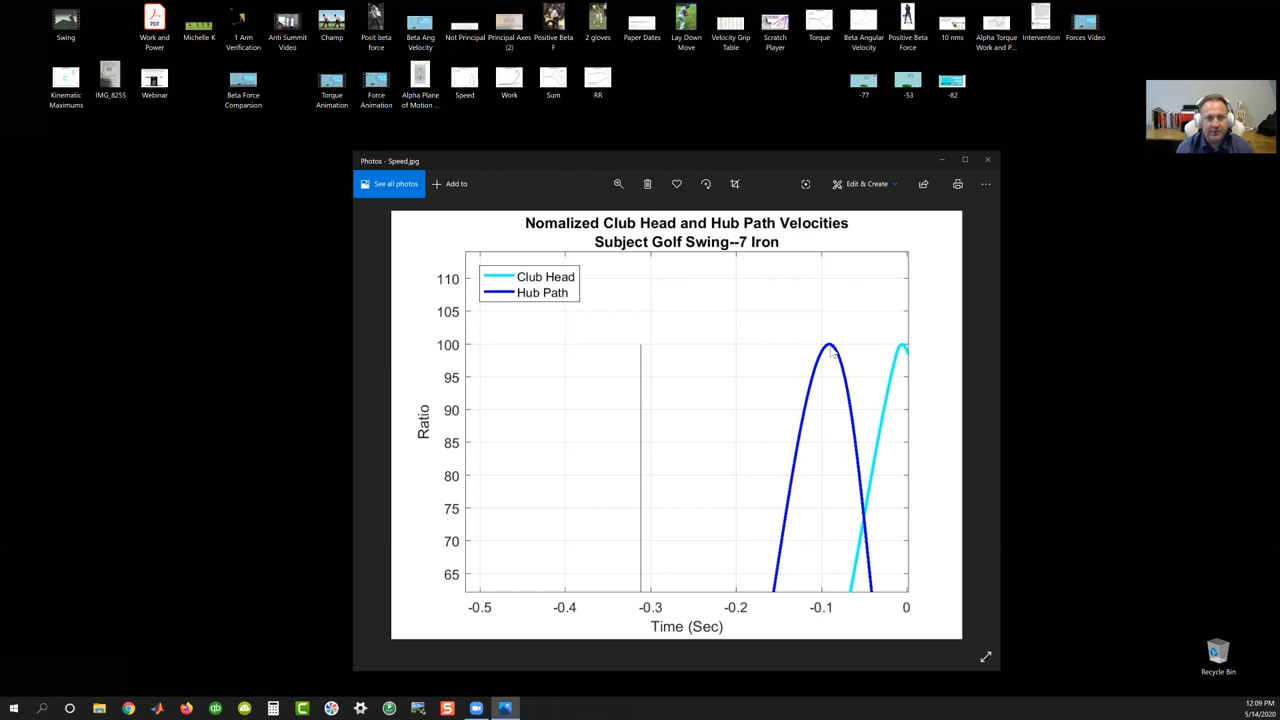 Swing
Work and Power
Michelle K
1 Arm Verification
Anti Summit Video
Champ
Posit beta force
Beta Ang Velocity
Not Principal
Principal Axes (2)
Positive Beta F
2 gloves
Paper Dates
Lay Down Move
Velocity Grip Table
Scratch Player
Torque
Beta Angular Velocity
Positive Beta Force
10 nms
Alpha Torque Work and P...
Intervention
Forces Video
Kinematic Maximums
IMG_8255
Webinar
Beta Force Comparsion
Torque Animation
Force Animation
Alpha Plane of Motion ...
Speed
Work
Sum
RR
-77
-53
-82
Photos - Speed.jpg
See all photos
Add to
Edit & Create
Nomalized Club Head and Hub Path Velocities
Subject Golf Swing--7 Iron
Club Head
Hub Path
110
105
100
95
90
85
80
75
70
65
Ratio
-0.5 -0.4 -0.3 -0.2 -0.1 0
Time (Sec)
Recycle Bin
12:09 PM
5/14/2020